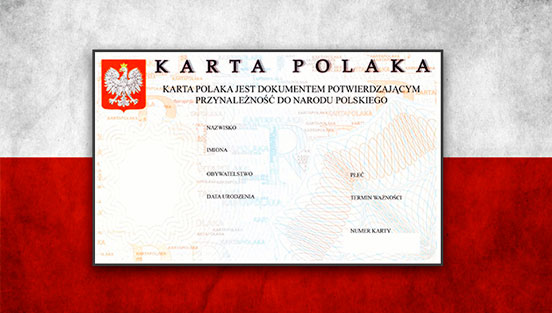 KARTA POLAKA
KARTA POLAKA JEST DOKUMENTEM POTWIERDZAJĄCYM
PRZYNALEŻNOŚĆ DO NARODU POLSKIEGO
NAZWISKO
IMIONA
OBYWATELSTWO
PŁEĆ
DATA URODZENIA
TERMIN WAŻNOŚCI
NUMER KARTY